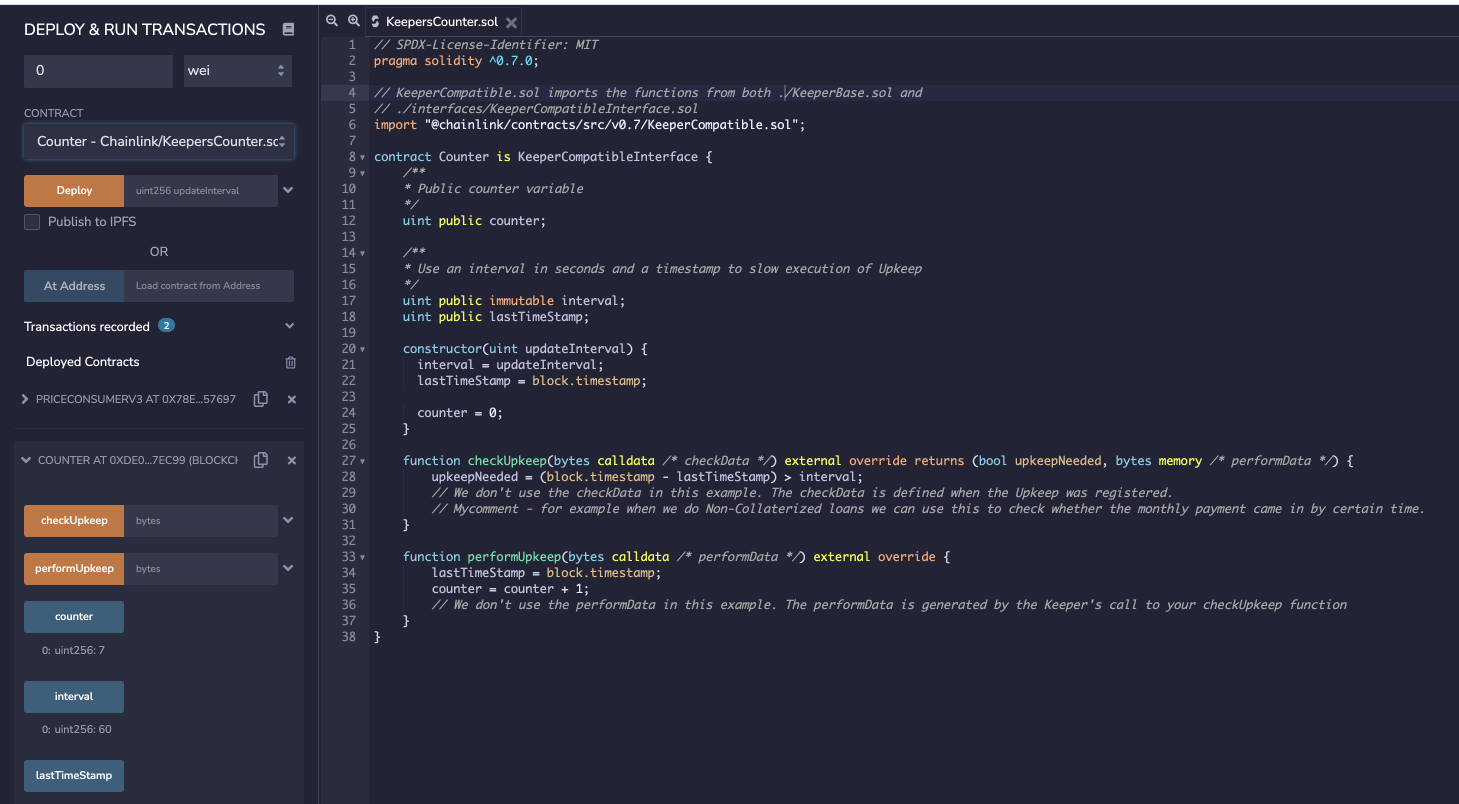 DEPLOY & RUN TRANSACTIONS
0
wei
CONTRACT
Counter - Chainlink/KeepersCounter.sc
Deploy
uint256 updateInterval
Publish to IPFS
OR
At Address
Load contract from Address
Transactions recorded 2
Deployed Contracts
PRICECONSUMERV3 AT 0X78E...57697
COUNTER AT 0XDE0...7EC99 (BLOCKCH
checkUpkeep
bytes
performUpkeep
bytes
counter
0: uint256: 7
interval
0: uint256: 60
lastTimeStamp
KeepersCounter.sol
1 // SPDX-License-Identifier: MIT
2 pragma solidity ^0.7.0;
3
4 // KeeperCompatible.sol imports the functions from both ./KeeperBase.sol and
5 // ./interfaces/KeeperCompatibleInterface.sol
6 import "@chainlink/contracts/src/v0.7/KeeperCompatible.sol";
7
8 contract Counter is KeeperCompatibleInterface {
9 /**
10 * Public counter variable
11 */
12 uint public counter;
13
14 /**
15 * Use an interval in seconds and a timestamp to slow execution of Upkeep
16 */
17 uint public immutable interval;
18 uint public lastTimeStamp;
19
20 constructor(uint updateInterval) {
21 interval = updateInterval;
22 lastTimeStamp = block.timestamp;
23
24 counter = 0;
25 }
26
27 function checkUpkeep(bytes calldata /* checkData */) external override returns (bool upkeepNeeded, bytes memory /* performData */) {
28 upkeepNeeded = (block.timestamp - lastTimeStamp) > interval;
29 // We don't use the checkData in this example. The checkData is defined when the Upkeep was registered.
30 // Mycomment - for example when we do Non-Collaterized loans we can use this to check whether the monthly payment came in by certain time.
31 }
32
33 function performUpkeep(bytes calldata /* performData */) external override {
34 lastTimeStamp = block.timestamp;
35 counter = counter + 1;
36 // We don't use the performData in this example. The performData is generated by the Keeper's call to your checkUpkeep function
37 }
38 }